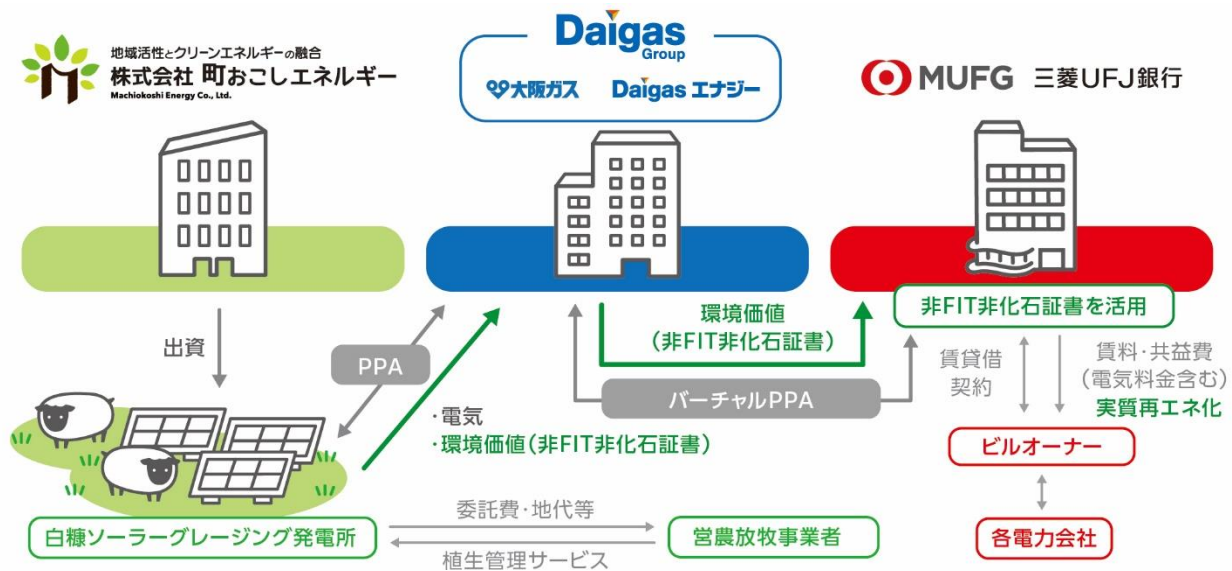 地域活性とクリーンエネルギーの融合
株式会社 町おこしエネルギー
Machiokoshi Energy Co., Ltd.
Daigas
Group
大阪ガス
Daigas エナジー
MUFG 三菱UFJ銀行
出資
PPA
・電気
・環境価値(非FIT非化石証書)
環境価値
(非FIT非化石証書)
バーチャルPPA
非FIT非化石証書を活用
賃貸借
契約
賃料・共益費
(電気料金含む)
実質再エネ化
ビルオーナー
各電力会社
白糠ソーラーグレージング発電所
委託費・地代等
植生管理サービス
営農放牧事業者